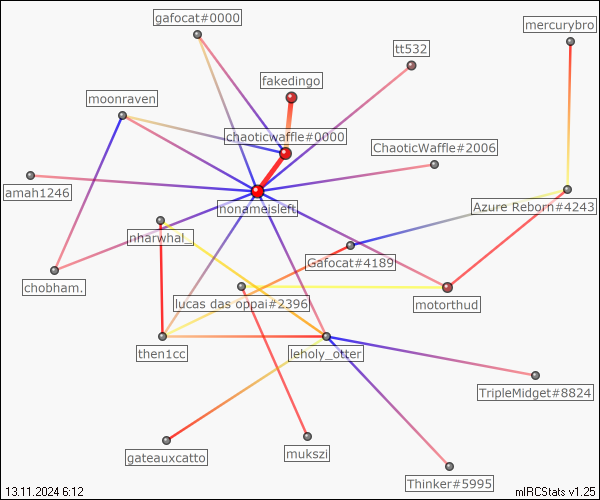 gafocat#0000
mercurybro
tt532
fakedingo
moonraven
chaoticwaffle#0000
ChaoticWaffle#2006
amah1246
nonameisleft
Azure Reborn#4243
nharwhal_
Gafocat#4189
chobham.
lucas das oppai#2396
motorthud
then1cc
leholy_otter
TripleMidget#8824
gateauxcatto
mukszi
Thinker#5995
13.11.2024 6:12
mIRCStats v1.25